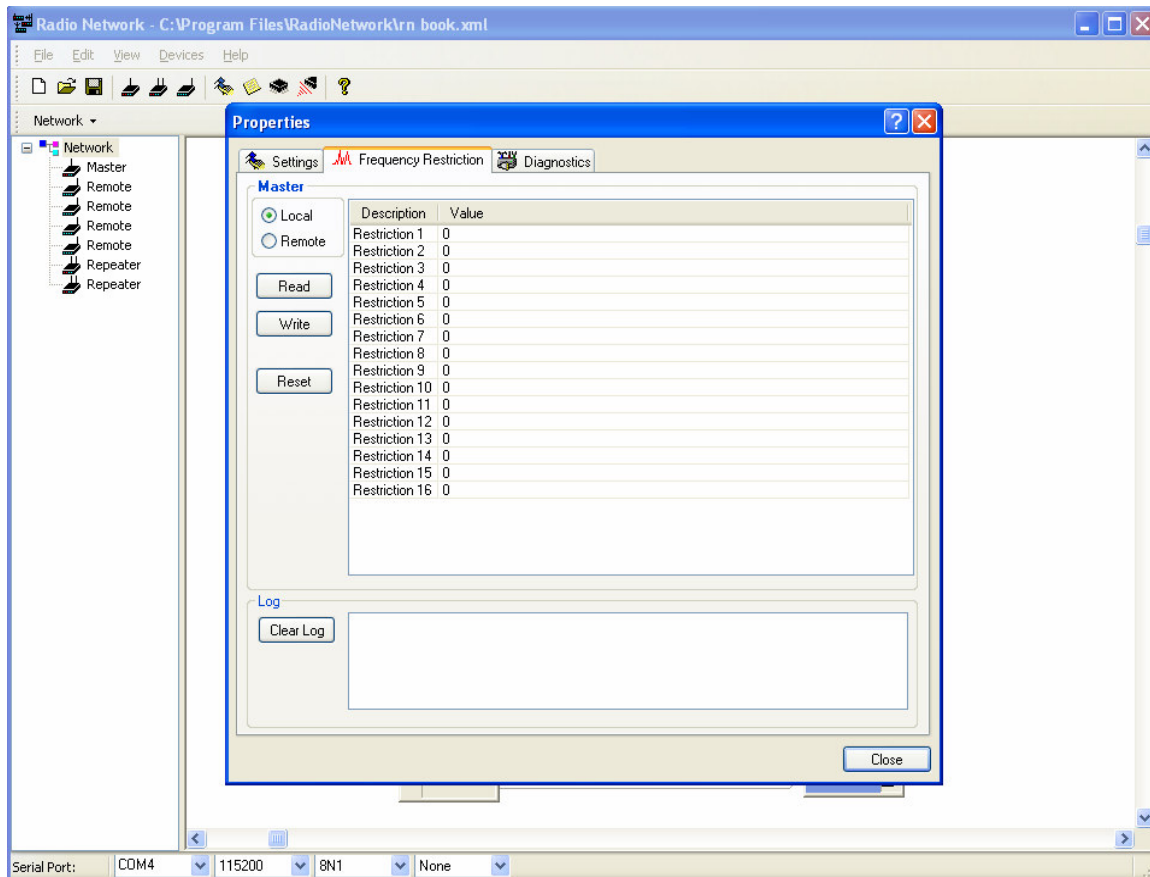 Radio Network - C:\Program Files\RadioNetwork\rn book.xml
File Edit View Devices Help
Network
Network
Master
Remote
Remote
Remote
Remote
Repeater
Repeater
Properties
Settings Frequency Restriction Diagnostics
Master
Local
Remote
Read
Write
Reset
Description Value
Restriction 1 0
Restriction 2 0
Restriction 3 0
Restriction 4 0
Restriction 5 0
Restriction 6 0
Restriction 7 0
Restriction 8 0
Restriction 9 0
Restriction 10 0
Restriction 11 0
Restriction 12 0
Restriction 13 0
Restriction 14 0
Restriction 15 0
Restriction 16 0
Log
Clear Log
Close
Serial Port: COM4 115200 8N1 None